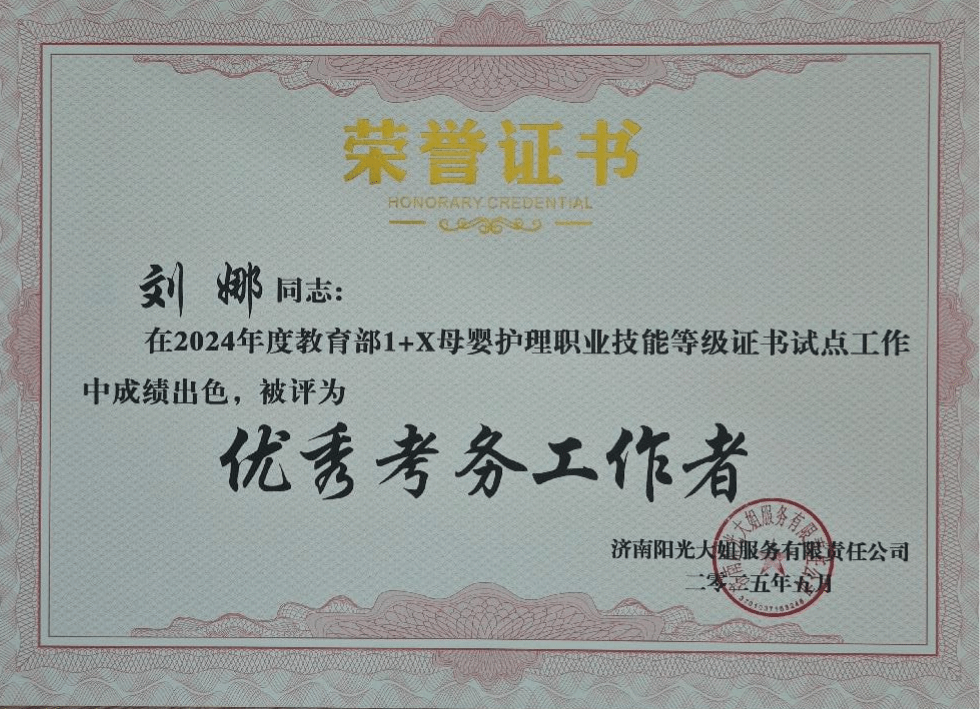 荣誉证书
HONORARY CREDENTIAL
刘 娜 同志:
在2024年度教育部1+X母婴护理职业技能等级证书试点工作
中成绩出色，被评为
优秀考务工作者
济南阳光大姐服务有限责任公司
二零二五年五月